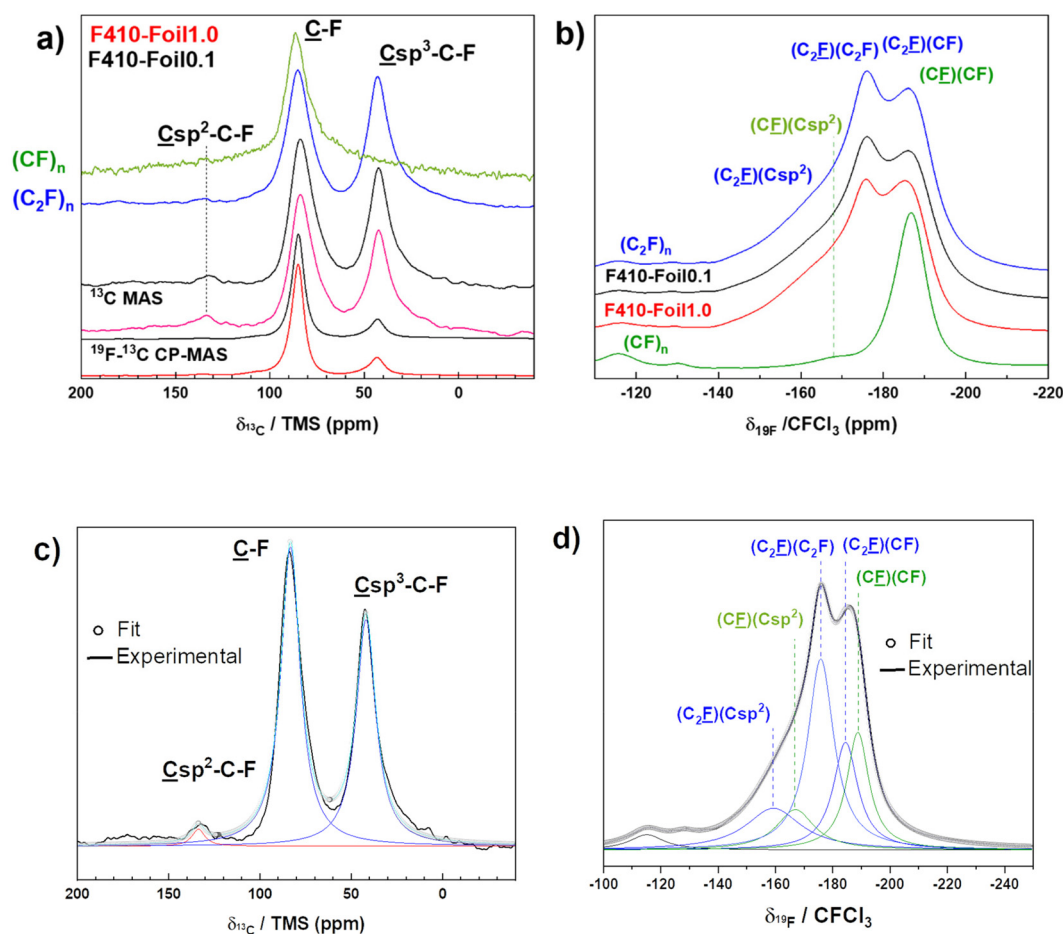 a)
F410-Foil1.0
F410-Foil0.1
C-F
Csp³-C-F
Csp²-C-F
(CF)ₙ
(C₂F)ₙ
¹³C MAS
¹⁹F-¹³C CP-MAS
200 150 100 50 0
δ₁₃C / TMS (ppm)
b)
(C₂F)(C₂F) (C₂F)(CF)
(CF)(CF)
(CF)(Csp²)
(C₂F)(Csp²)
(C₂F)ₙ
F410-Foil0.1
F410-Foil1.0
(CF)ₙ
-120 -140 -160 -180 -200 -220
δ₁₉F /CFCl₃ (ppm)
c)
C-F
Csp³-C-F
Fit
Experimental
Csp²-C-F
200 150 100 50 0
δ₁₃C / TMS (ppm)
d)
(C₂F)(C₂F) (C₂F)(CF)
(CF)(CF)
(CF)(Csp²)
Fit
Experimental
(C₂F)(Csp²)
-100 -120 -140 -160 -180 -200 -220 -240
δ₁₉F / CFCl₃